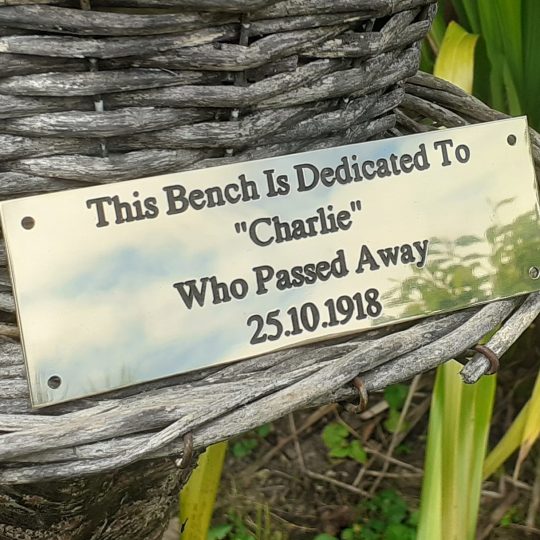 This Bench Is Dedicated To
"Charlie"
Who Passed Away
25.10.1918